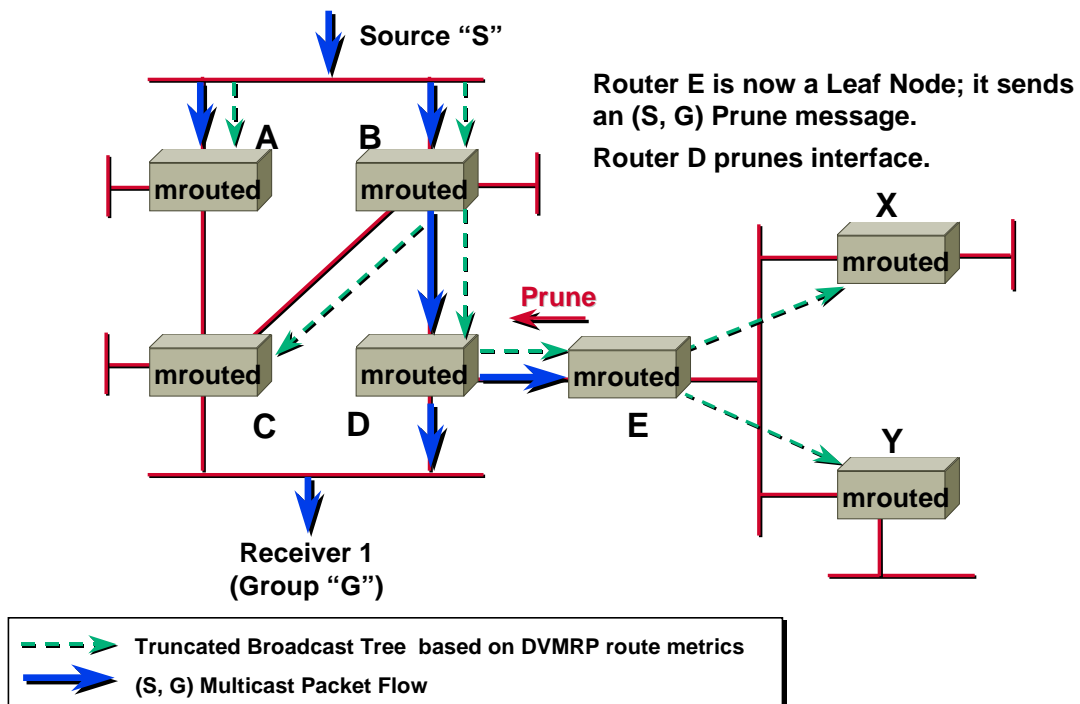 Source “S”
Router E is now a Leaf Node; it sends
an (S, G) Prune message.
Router D prunes interface.
A
B
mrouted
mrouted
X
mrouted
Prune
mrouted
mrouted
mrouted
C
D
E
Y
mrouted
Receiver 1
(Group “G”)
Truncated Broadcast Tree based on DVMRP route metrics
(S, G) Multicast Packet Flow